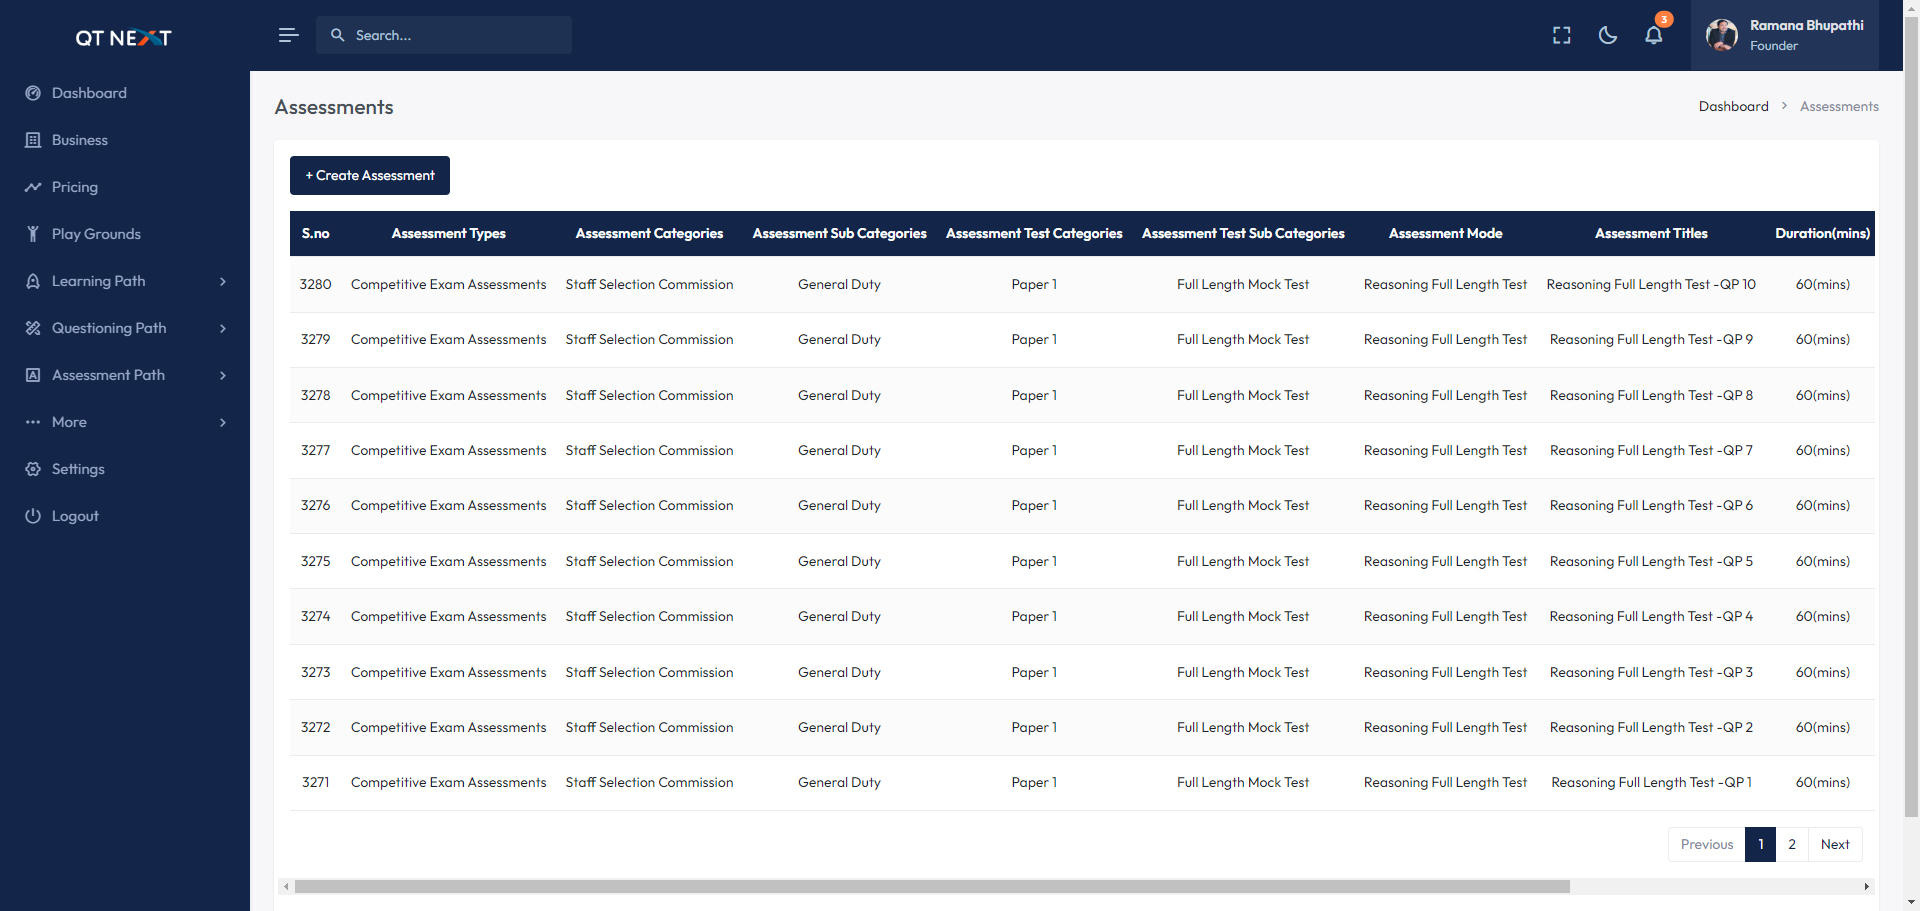 QT NEXT
Search...
3
Ramana Bhupathi
Founder
Dashboard
Business
Pricing
Play Grounds
Learning Path
Questioning Path
Assessment Path
More
Settings
Logout
Assessments
Dashboard > Assessments
+ Create Assessment
S.no Assessment Types Assessment Categories Assessment Sub Categories Assessment Test Categories Assessment Test Sub Categories Assessment Mode Assessment Titles Duration(mins)
3280 Competitive Exam Assessments Staff Selection Commission General Duty Paper 1 Full Length Mock Test Reasoning Full Length Test Reasoning Full Length Test -QP 10 60(mins)
3279 Competitive Exam Assessments Staff Selection Commission General Duty Paper 1 Full Length Mock Test Reasoning Full Length Test Reasoning Full Length Test -QP 9 60(mins)
3278 Competitive Exam Assessments Staff Selection Commission General Duty Paper 1 Full Length Mock Test Reasoning Full Length Test Reasoning Full Length Test -QP 8 60(mins)
3277 Competitive Exam Assessments Staff Selection Commission General Duty Paper 1 Full Length Mock Test Reasoning Full Length Test Reasoning Full Length Test -QP 7 60(mins)
3276 Competitive Exam Assessments Staff Selection Commission General Duty Paper 1 Full Length Mock Test Reasoning Full Length Test Reasoning Full Length Test -QP 6 60(mins)
3275 Competitive Exam Assessments Staff Selection Commission General Duty Paper 1 Full Length Mock Test Reasoning Full Length Test Reasoning Full Length Test -QP 5 60(mins)
3274 Competitive Exam Assessments Staff Selection Commission General Duty Paper 1 Full Length Mock Test Reasoning Full Length Test Reasoning Full Length Test -QP 4 60(mins)
3273 Competitive Exam Assessments Staff Selection Commission General Duty Paper 1 Full Length Mock Test Reasoning Full Length Test Reasoning Full Length Test -QP 3 60(mins)
3272 Competitive Exam Assessments Staff Selection Commission General Duty Paper 1 Full Length Mock Test Reasoning Full Length Test Reasoning Full Length Test -QP 2 60(mins)
3271 Competitive Exam Assessments Staff Selection Commission General Duty Paper 1 Full Length Mock Test Reasoning Full Length Test Reasoning Full Length Test -QP 1 60(mins)
Previous 1 2 Next